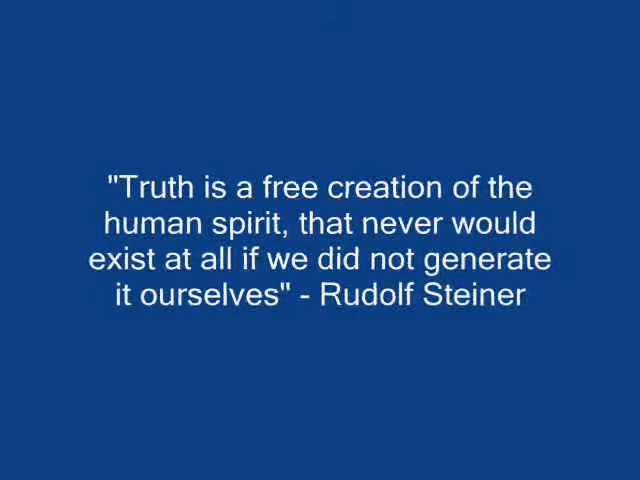 "Truth is a free creation of the
human spirit, that never would
exist at all if we did not generate
it ourselves" - Rudolf Steiner